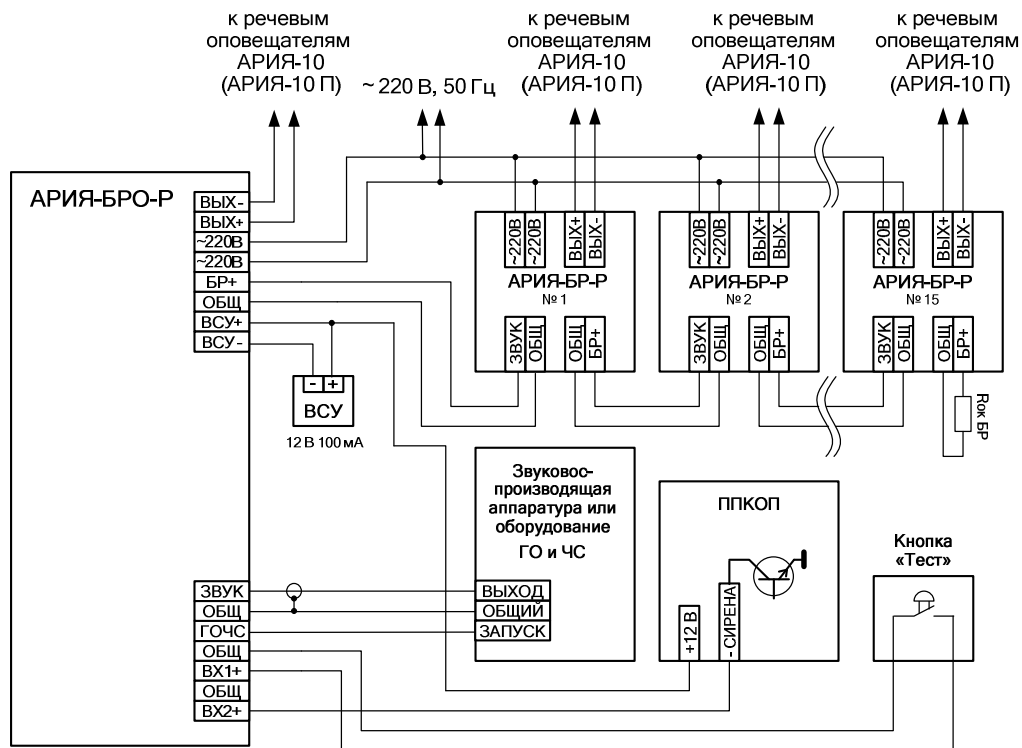 к речевым
оповещателям
АРИЯ-10
(АРИЯ-10 П)
~ 220 В, 50 Гц
к речевым
оповещателям
АРИЯ-10
(АРИЯ-10 П)
к речевым
оповещателям
АРИЯ-10
(АРИЯ-10 П)
к речевым
оповещателям
АРИЯ-10
(АРИЯ-10 П)
АРИЯ-БРО-Р
ВЫХ-
ВЫХ+
~220В
~220В
БР+
ОБЩ
ВСУ+
ВСУ-
- +
ВСУ
12 В 100 мА
~220В
~220В
ВЫХ+
ВЫХ-
АРИЯ-БР-Р
№ 1
ЗВУК
ОБЩ
ОБЩ
БР+
~220В
~220В
ВЫХ+
ВЫХ-
АРИЯ-БР-Р
№ 2
ЗВУК
ОБЩ
ОБЩ
БР+
~220В
~220В
ВЫХ+
ВЫХ-
АРИЯ-БР-Р
№ 15
ЗВУК
ОБЩ
ОБЩ
БР+
Rок БР
Звуковос-
производящая
аппаратура или
оборудование
ГО и ЧС
ВЫХОД
ОБЩИЙ
ЗАПУСК
ППКОП
+12 В
- СИРЕНА
Кнопка
«Тест»
ЗВУК
ОБЩ
ГОЧС
ОБЩ
ВХ1+
ОБЩ
ВХ2+